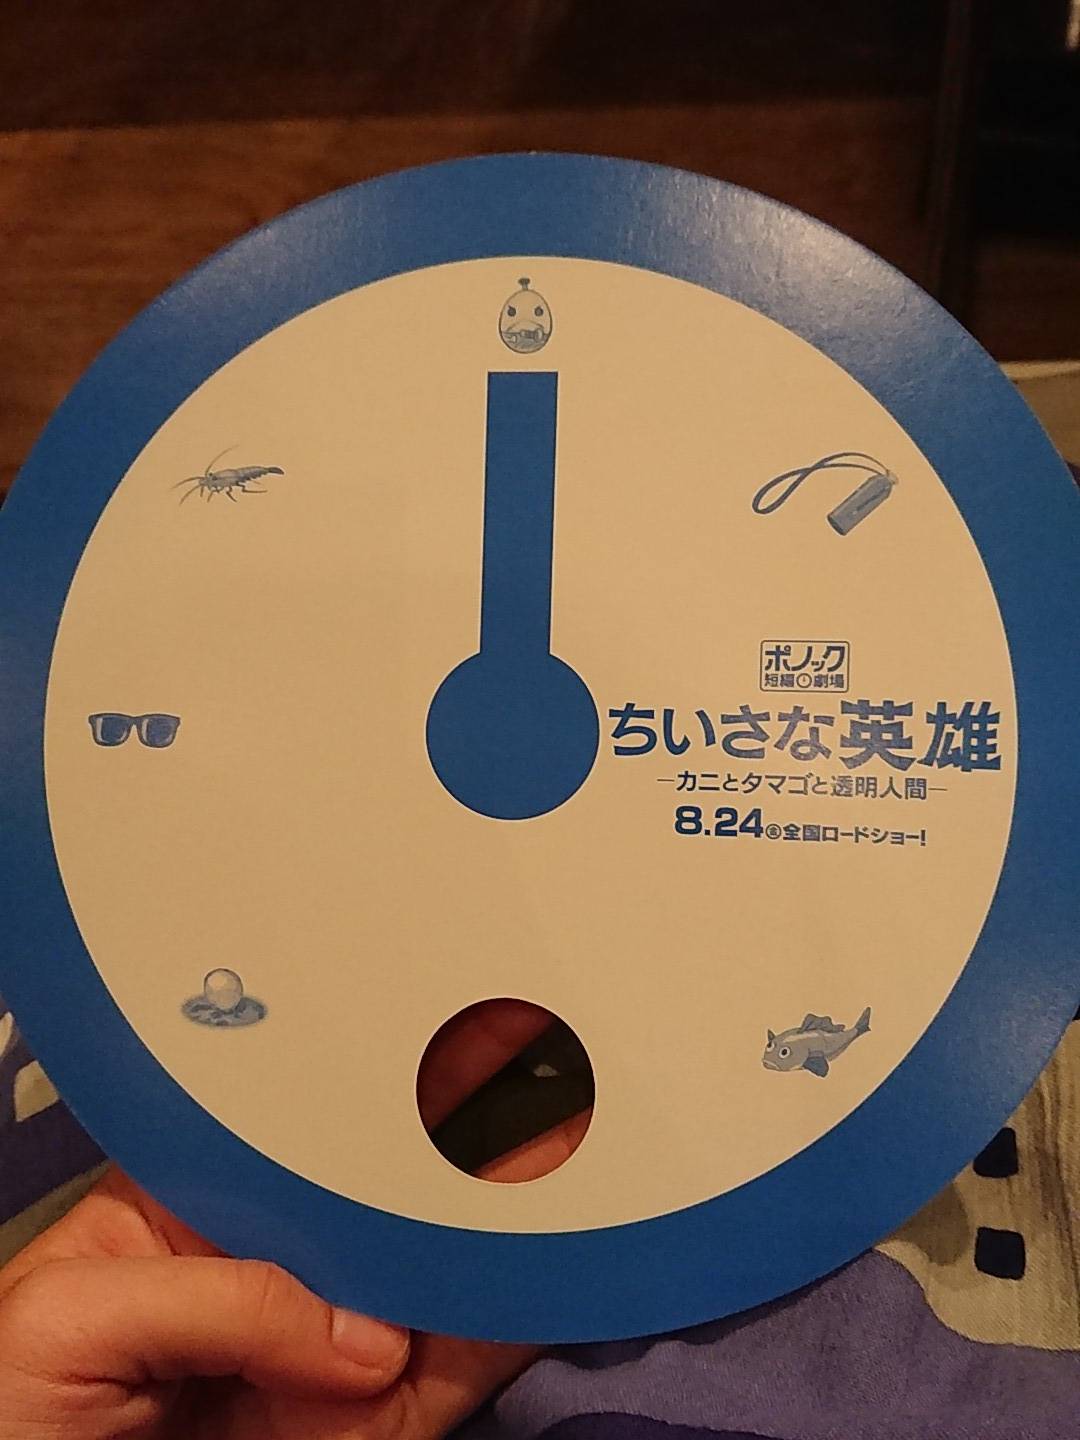 ポノック
短編劇場
ちいさな英雄
―カニとタマゴと透明人間―
8.24㊎全国ロードショー!